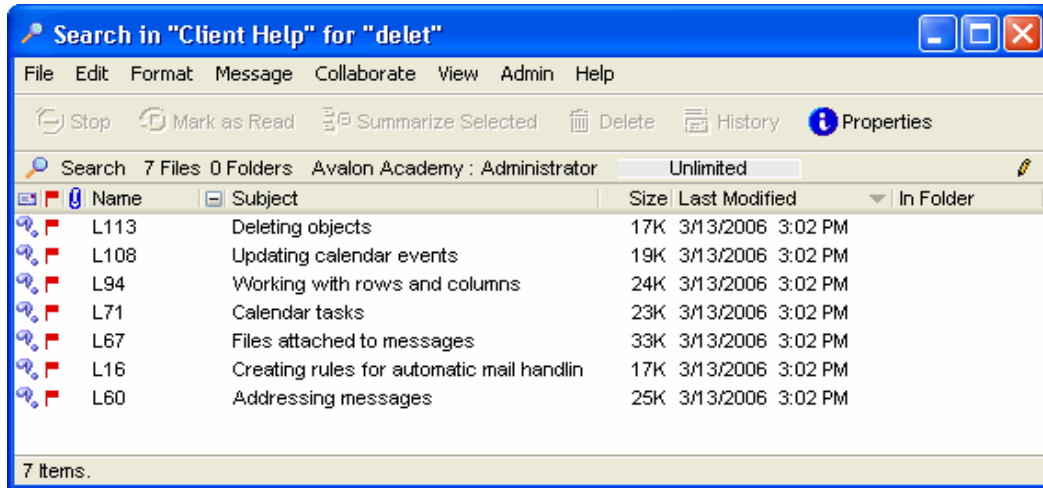 Search in "Client Help" for "delet"
File Edit Format Message Collaborate View Admin Help
Stop Mark as Read Summarize Selected Delete History Properties
Search 7 Files 0 Folders Avalon Academy : Administrator Unlimited
Name Subject Size Last Modified In Folder
L113 Deleting objects 17K 3/13/2006 3:02 PM
L108 Updating calendar events 19K 3/13/2006 3:02 PM
L94 Working with rows and columns 24K 3/13/2006 3:02 PM
L71 Calendar tasks 23K 3/13/2006 3:02 PM
L67 Files attached to messages 33K 3/13/2006 3:02 PM
L16 Creating rules for automatic mail handlin 17K 3/13/2006 3:02 PM
L60 Addressing messages 25K 3/13/2006 3:02 PM
7 Items.